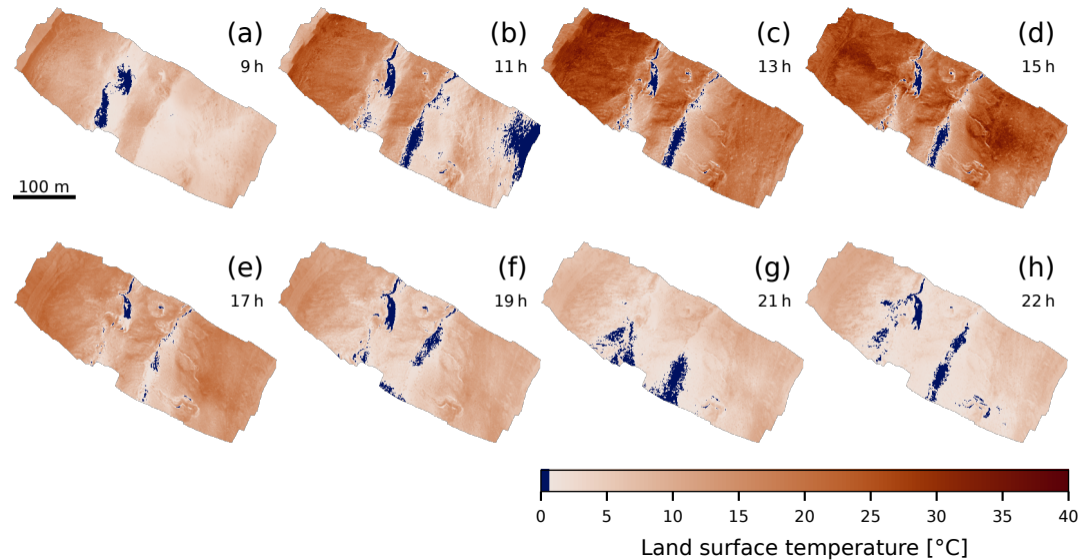 (a)
9 h
(b)
11 h
(c)
13 h
(d)
15 h
100 m
(e)
17 h
(f)
19 h
(g)
21 h
(h)
22 h
0 5 10 15 20 25 30 35 40
Land surface temperature [°C]